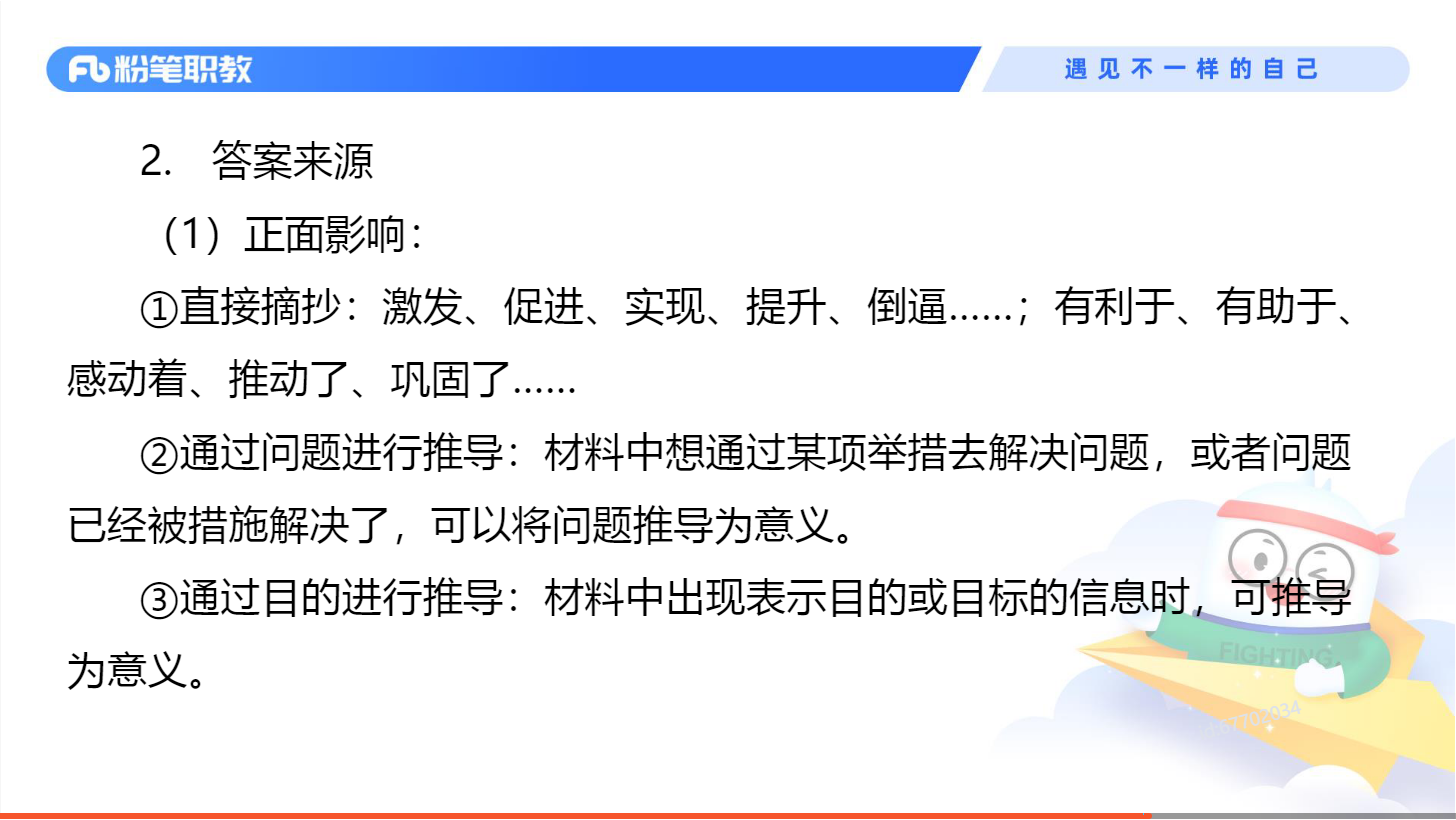 粉笔职教
遇见不一样的自己
2. 答案来源
（1）正面影响：
①直接摘抄：激发、促进、实现、提升、倒逼……；有利于、有助于、
感动着、推动了、巩固了……
②通过问题进行推导：材料中想通过某项举措去解决问题，或者问题
已经被措施解决了，可以将问题推导为意义。
③通过目的进行推导：材料中出现表示目的或目标的信息时，可推导
为意义。
FIGHTING